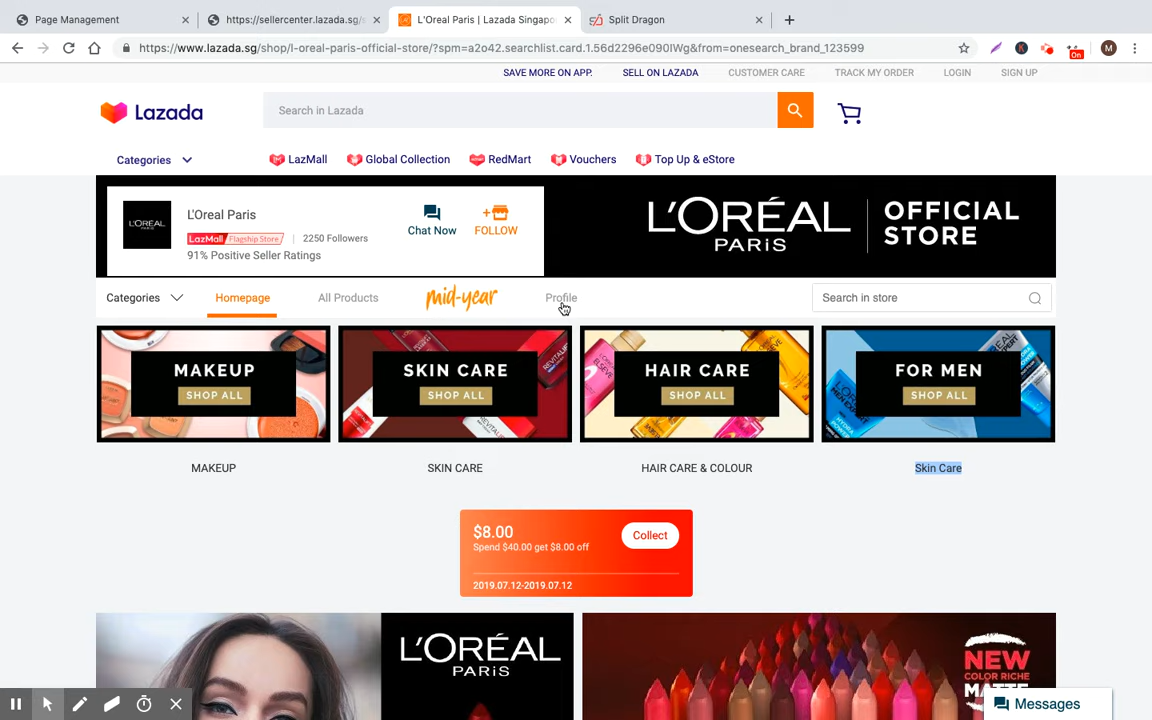 Page Management
https://sellercenter.lazada.sg/s
L'Oreal Paris | Lazada Singapo
Split Dragon
https://www.lazada.sg/shop/l-oreal-paris-official-store/?spm=a2o42.searchlist.card.1.56d2296e090IWg&from=onesearch_brand_123599
On
M
SAVE MORE ON APP.
SELL ON LAZADA
CUSTOMER CARE
TRACK MY ORDER
LOGIN
SIGN UP
Lazada
Search in Lazada
Categories
LazMall
Global Collection
RedMart
Vouchers
Top Up & eStore
L'ORÉAL
L'Oreal Paris
LazMall Flagship Store | 2250 Followers
91% Positive Seller Ratings
Chat Now
FOLLOW
L'ORÉAL
PARiS
OFFICIAL
STORE
Categories
Homepage
All Products
mid-year
Profile
Search in store
MAKEUP
SHOP ALL
SKIN CARE
SHOP ALL
HAIR CARE
SHOP ALL
FOR MEN
SHOP ALL
MAKEUP
SKIN CARE
HAIR CARE & COLOUR
Skin Care
$8.00
Spend $40.00 get $8.00 off
Collect
2019.07.12-2019.07.12
L'ORÉAL
PARiS
NEW
COLOR RICHE
MATTE
Messages